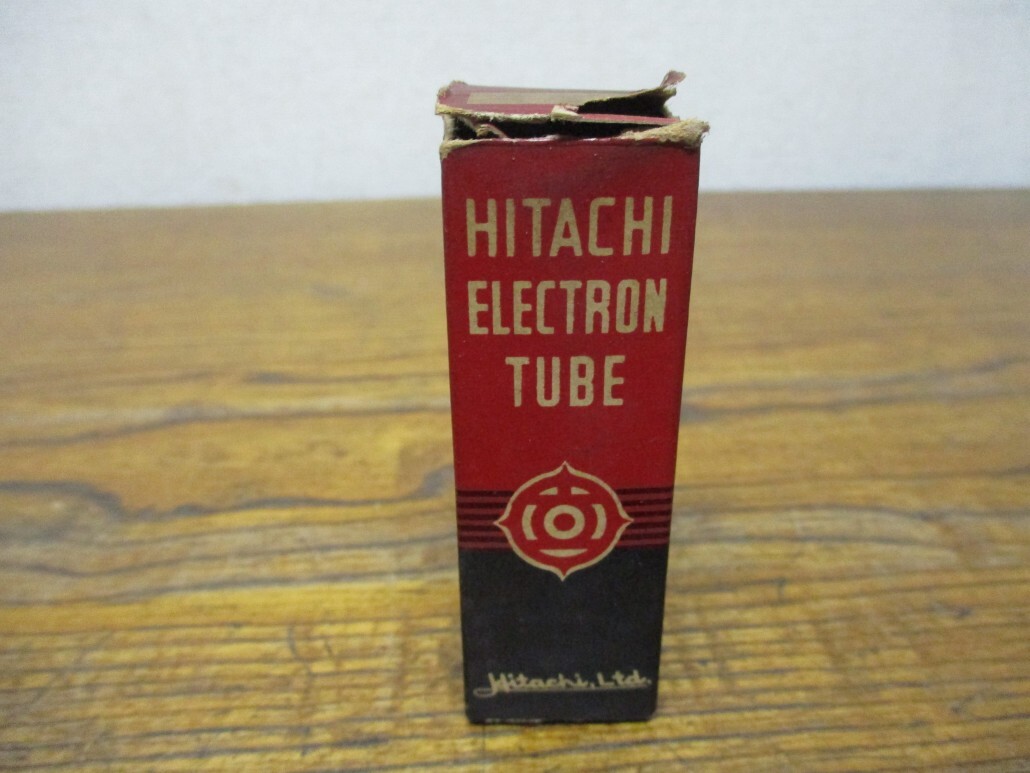 HITACHI
ELECTRON
TUBE
Hitachi, Ltd.